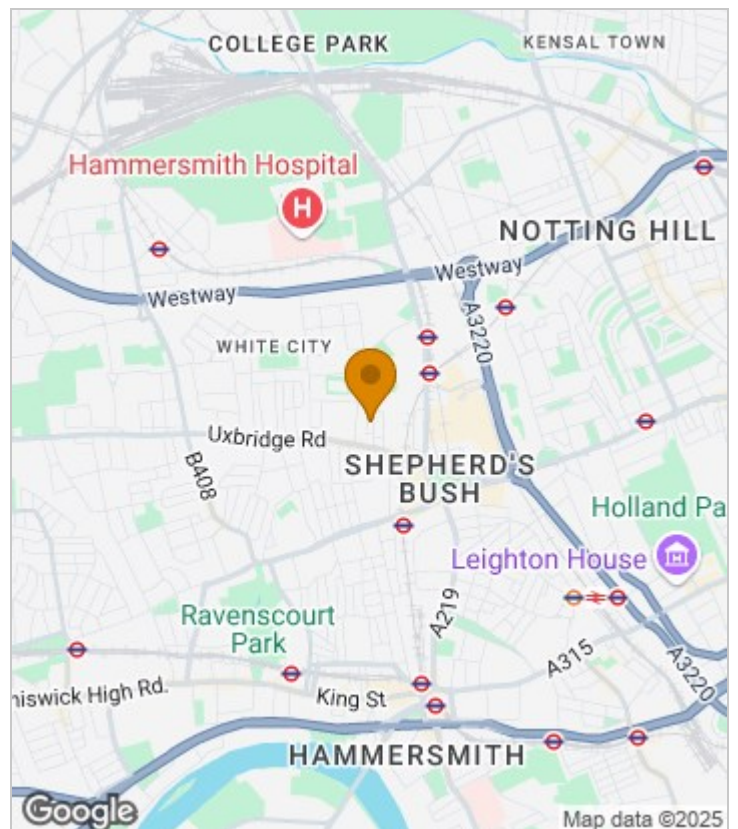 COLLEGE PARK
KENSAL TOWN
Hammersmith Hospital
H
NOTTING HILL
Westway
Westway
A3220
WHITE CITY
Uxbridge Rd
B408
SHEPHERD'S
BUSH
Holland Pa
Leighton House
A219
Ravenscourt
Park
A315
A3220
hiswick High Rd.
King St
HAMMERSMITH
Google
Map data ©2025